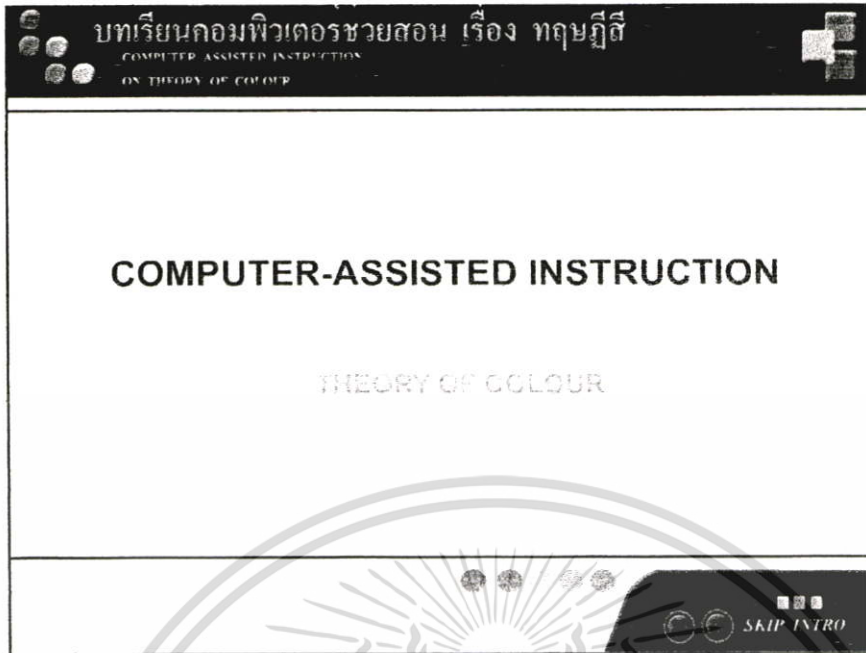 บทเรียนคอมพิวเตอร์ชวยสอน เรื่อง ทฤษฎีสี
COMPUTER ASSISTED INSTRUCTION
ON THEORY OF COLOUR
COMPUTER-ASSISTED INSTRUCTION
THEORY OF COLOUR
SKIP INTRO